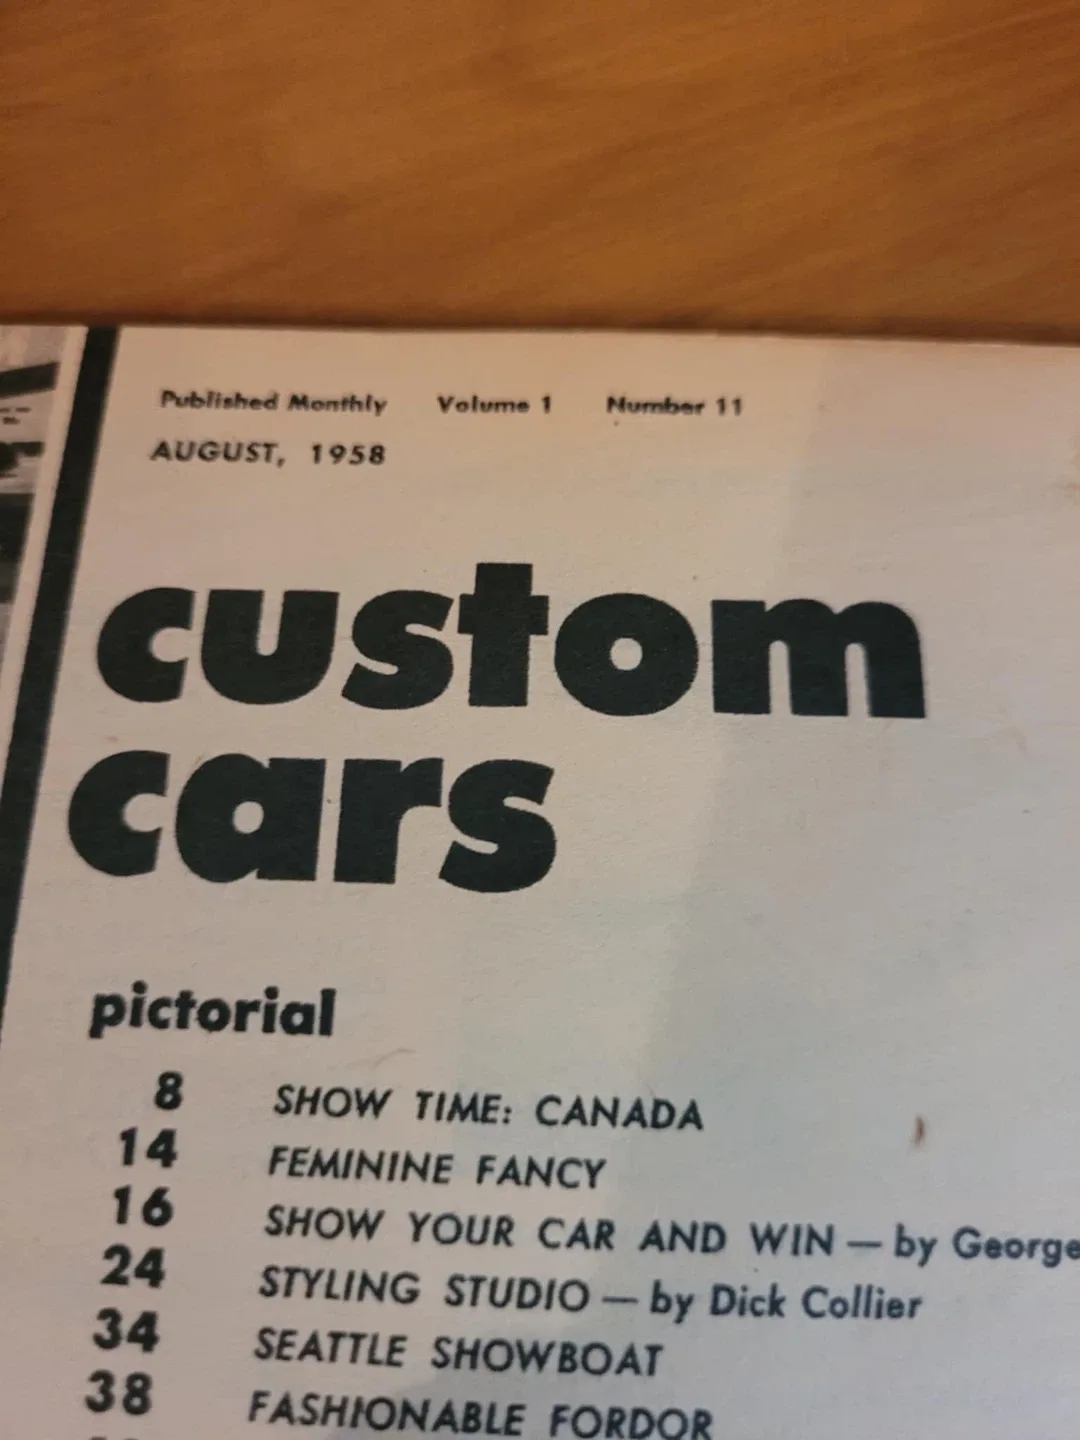 Published Monthly Volume 1 Number 11
AUGUST, 1958
custom
cars
pictorial
8 SHOW TIME: CANADA
14 FEMININE FANCY
16 SHOW YOUR CAR AND WIN — by George
24 STYLING STUDIO — by Dick Collier
34 SEATTLE SHOWBOAT
38 FASHIONABLE FORDOR